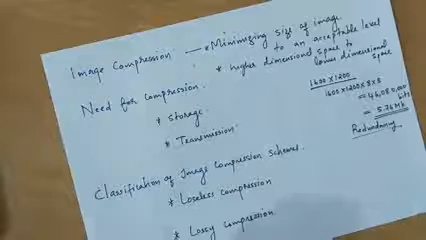 Image Compression — * Minimizing size of image
to an acceptable level
* higher dimensional space to
lower dimensional
space
Need for compression.
* Storage
* Transmission
1600 X 1200
1600 X 1200 X 8 X 3
= 46,080,000
bits
= 5.76 Mb
Redundancy
Classification of Image Compression schemes.
* Loseless compression
* Lossy compression.